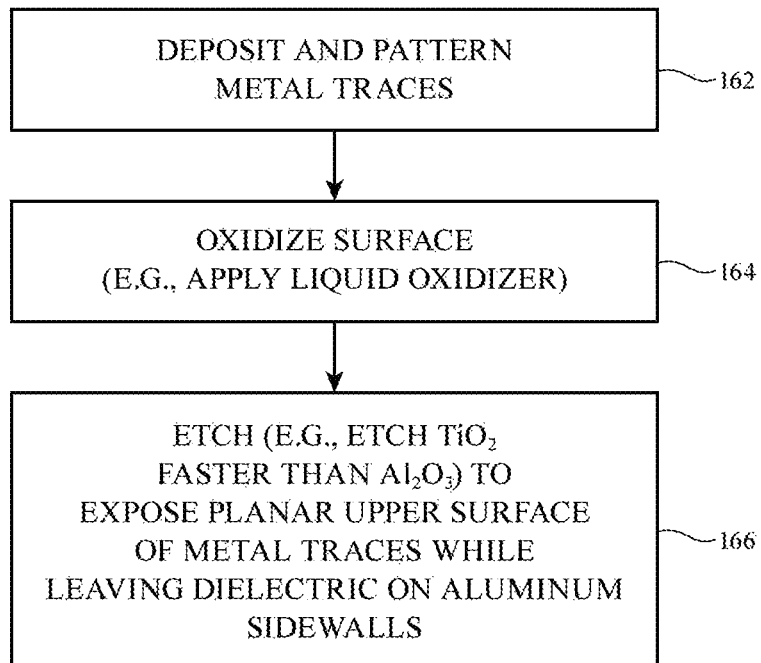 DEPOSIT AND PATTERN
METAL TRACES
162
OXIDIZE SURFACE
(E.G., APPLY LIQUID OXIDIZER)
164
ETCH (E.G., ETCH TiO₂
FASTER THAN Al₂O₃) TO
EXPOSE PLANAR UPPER SURFACE
OF METAL TRACES WHILE
LEAVING DIELECTRIC ON ALUMINUM
SIDEWALLS
166